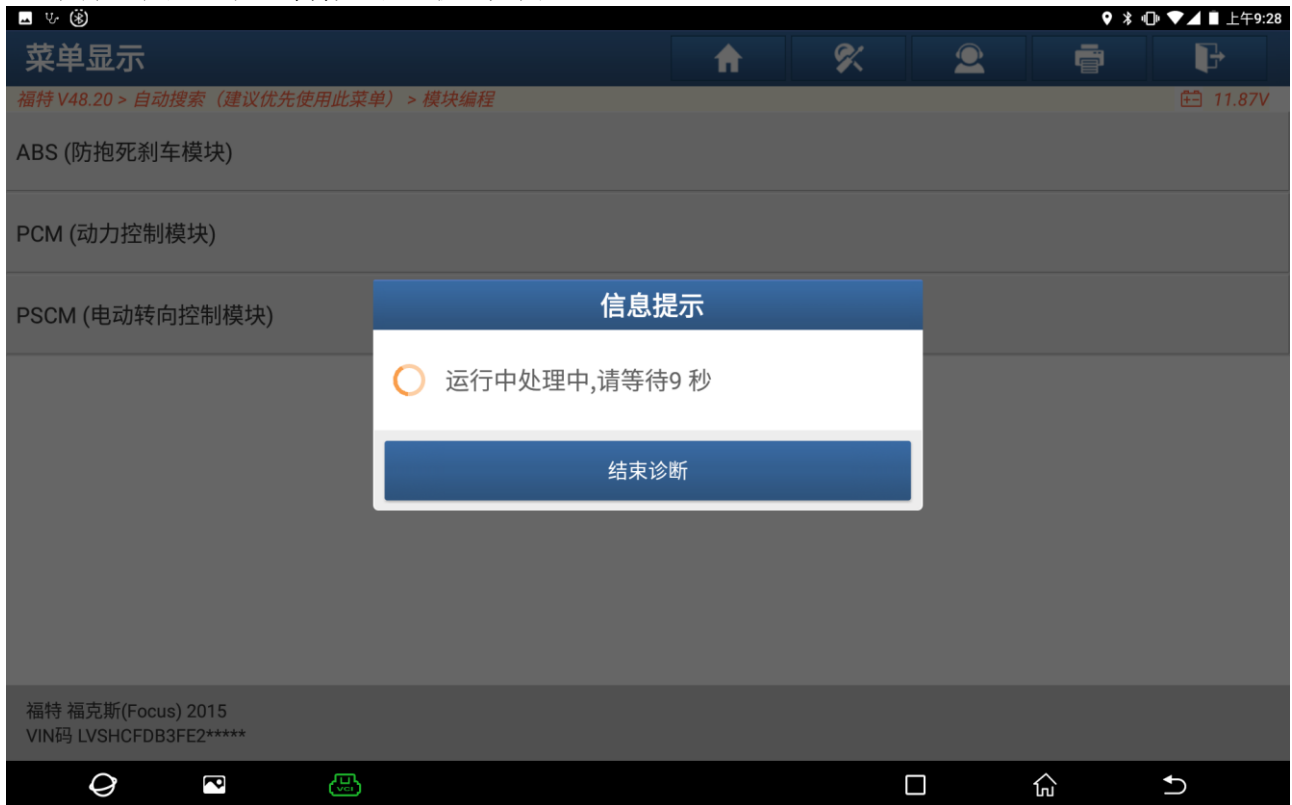 上午9:28
菜单显示
福特 V48.20 > 自动搜索（建议优先使用此菜单）> 模块编程
11.87V
ABS (防抱死刹车模块)
PCM (动力控制模块)
PSCM (电动转向控制模块)
信息提示
运行中处理中,请等待9 秒
结束诊断
福特 福克斯(Focus) 2015
VIN码 LVSHCFDB3FE2*****
VCI